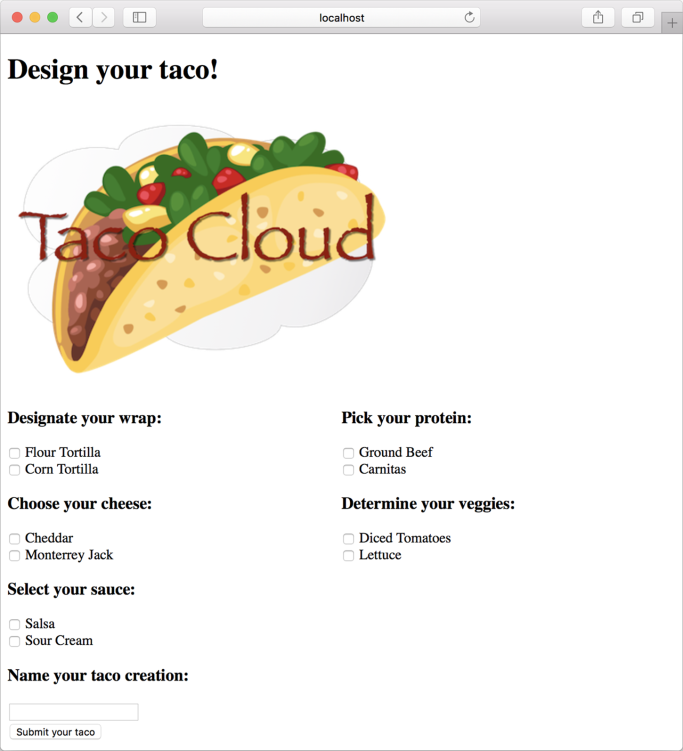 localhost
Design your taco!
Taco Cloud
Designate your wrap:
Flour Tortilla
Corn Tortilla
Pick your protein:
Ground Beef
Carnitas
Choose your cheese:
Cheddar
Monterrey Jack
Determine your veggies:
Diced Tomatoes
Lettuce
Select your sauce:
Salsa
Sour Cream
Name your taco creation:
Submit your taco